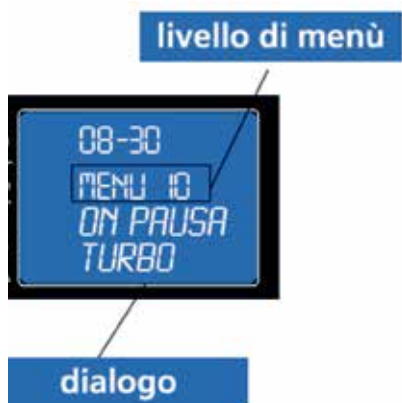 livello di menù
08-30
MENU 10
ON PAUSA
TURBO
dialogo